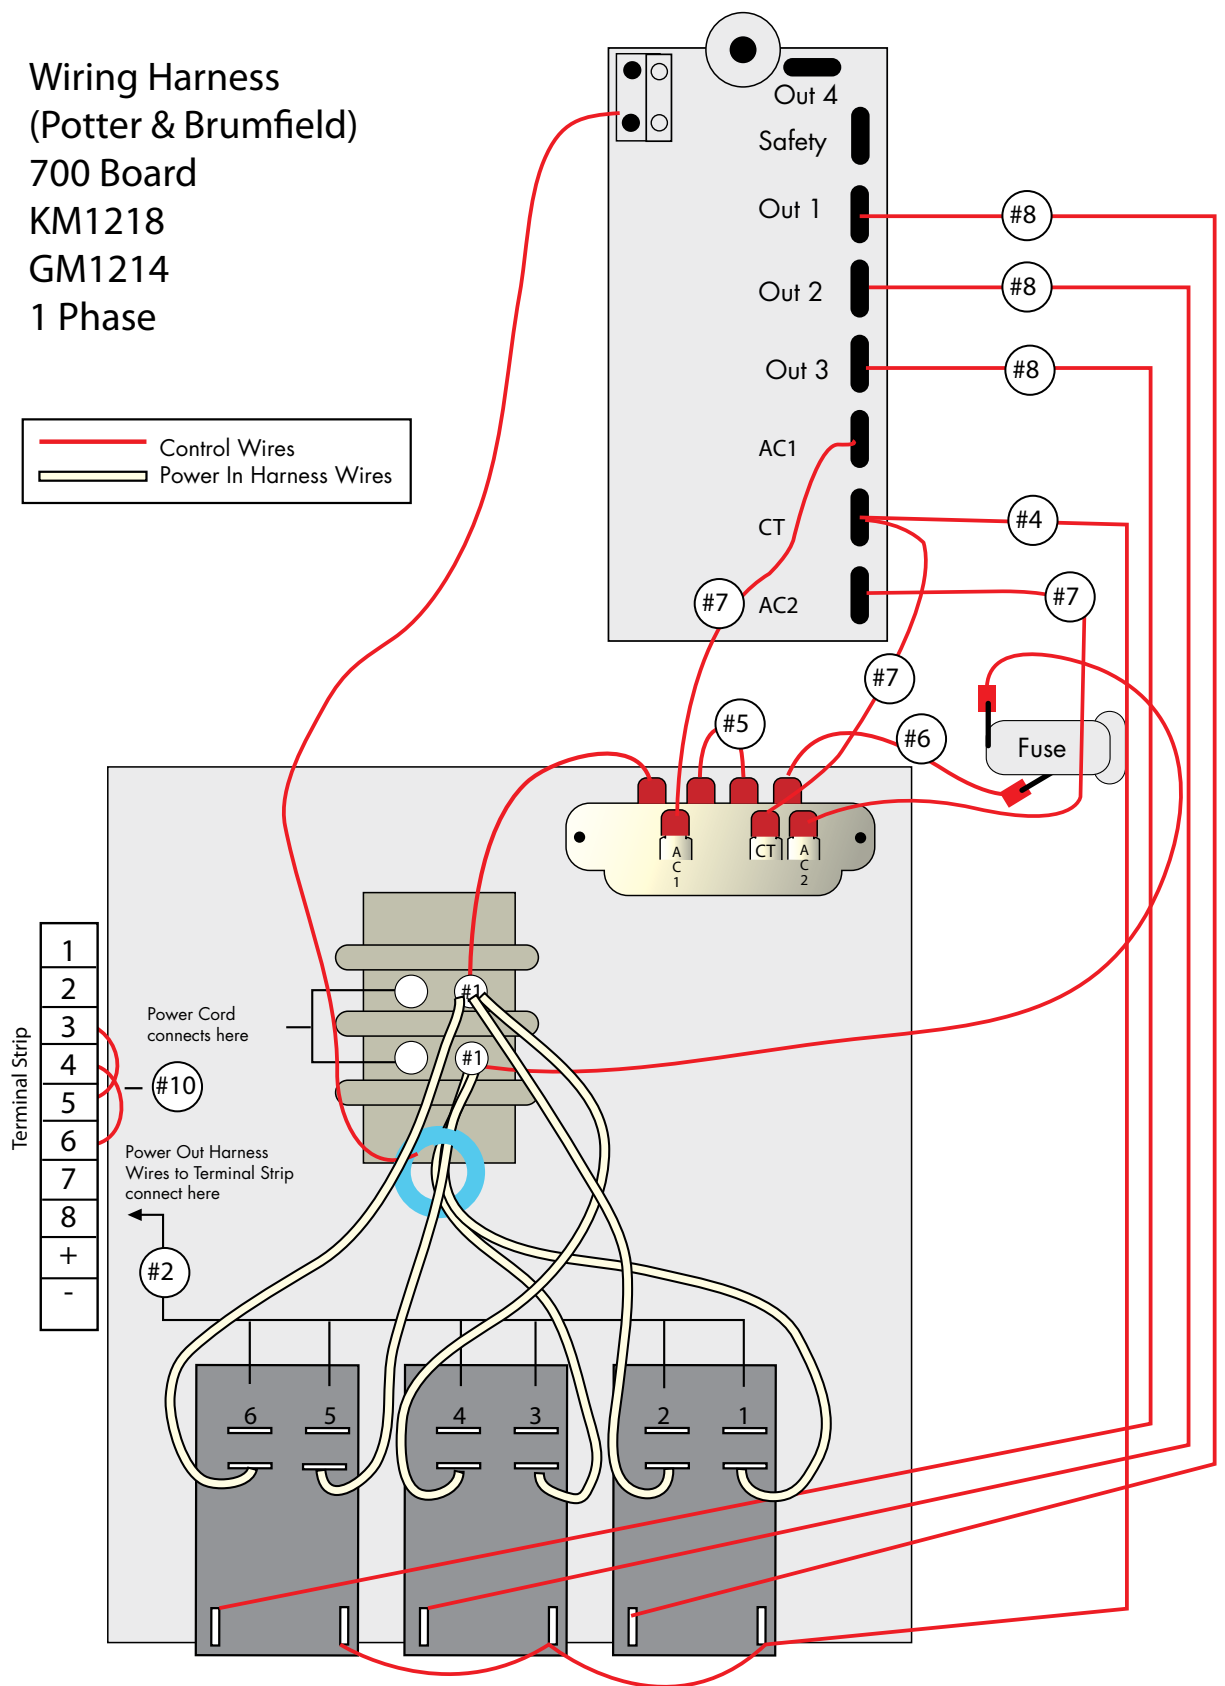 Wiring Harness
(Potter & Brumfield)
700 Board
KM1218
GM1214
1 Phase
Control Wires
Power In Harness Wires
Out 4
Safety
Out 1
Out 2
Out 3
AC1
CT
AC2
#8
#8
#8
#4
#7
#7
#7
#5
#6
Fuse
AC1
CT
AC2
#1
#1
Power Cord
connects here
Terminal Strip
1
2
3
4
5
6
7
8
+
-
#10
Power Out Harness
Wires to Terminal Strip
connect here
#2
6
5
4
3
2
1